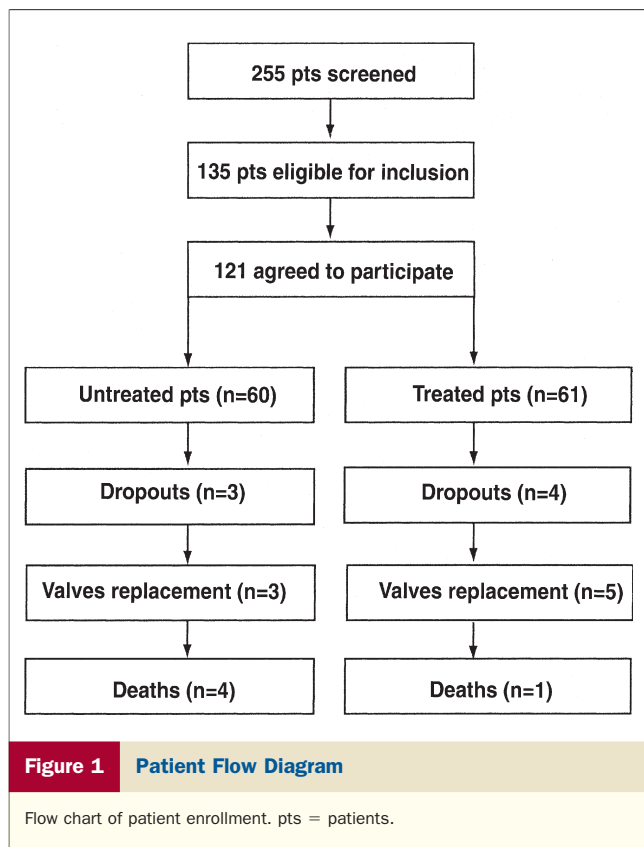 255 pts screened
135 pts eligible for inclusion
121 agreed to participate
Untreated pts (n=60)
Treated pts (n=61)
Dropouts (n=3)
Dropouts (n=4)
Valves replacement (n=3)
Valves replacement (n=5)
Deaths (n=4)
Deaths (n=1)
Figure 1 Patient Flow Diagram
Flow chart of patient enrollment. pts = patients.